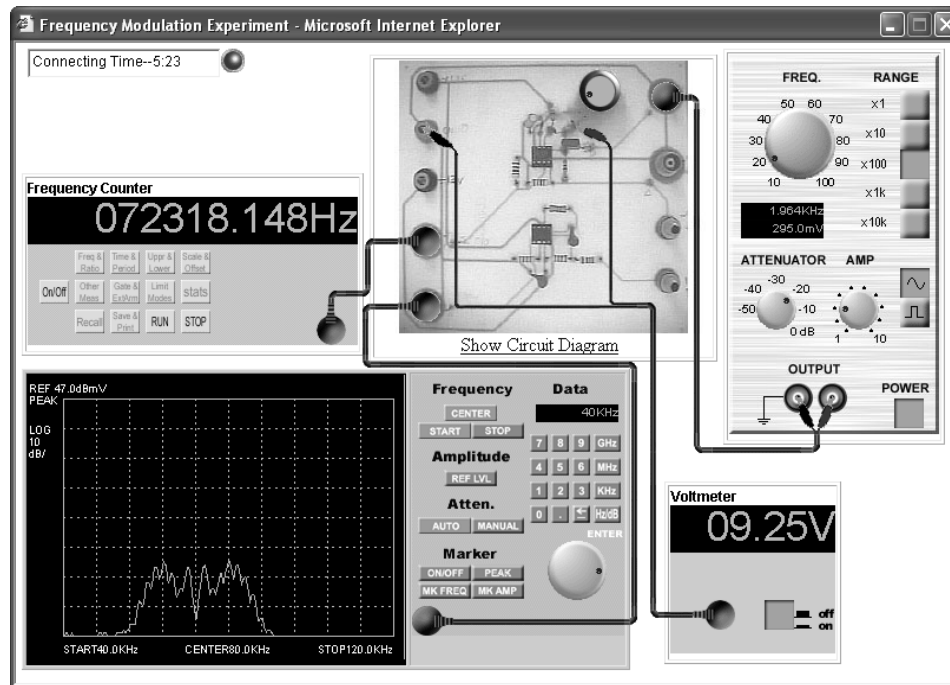 Frequency Modulation Experiment - Microsoft Internet Explorer
Connecting Time--5:23
Frequency Counter
072318.148Hz
Freq & Ratio
Time & Period
Uppr & Lower
Scale & Offset
On/Off
Other Meas
Gate & ExtArm
Limit Modes
stats
Recall
Save & Print
RUN
STOP
Show Circuit Diagram
FREQ.
RANGE
10
20
30
40
50
60
70
80
90
100
x1
x10
x100
x1k
x10k
1.964KHz
295.0mV
ATTENUATOR
AMP
-50
-40
-30
-20
-10
0 dB
1
10
OUTPUT
POWER
REF 47.0dBmV
PEAK
LOG
10
dB/
START40.0KHz
CENTER80.0KHz
STOP120.0KHz
Frequency
CENTER
START
STOP
Amplitude
REF LVL
Atten.
AUTO
MANUAL
Marker
ON/OFF
PEAK
MK FREQ
MK AMP
Data
40KHz
7 8 9 GHz
4 5 6 MHz
1 2 3 KHz
0 . Hz/dB
ENTER
Voltmeter
09.25V
off
on